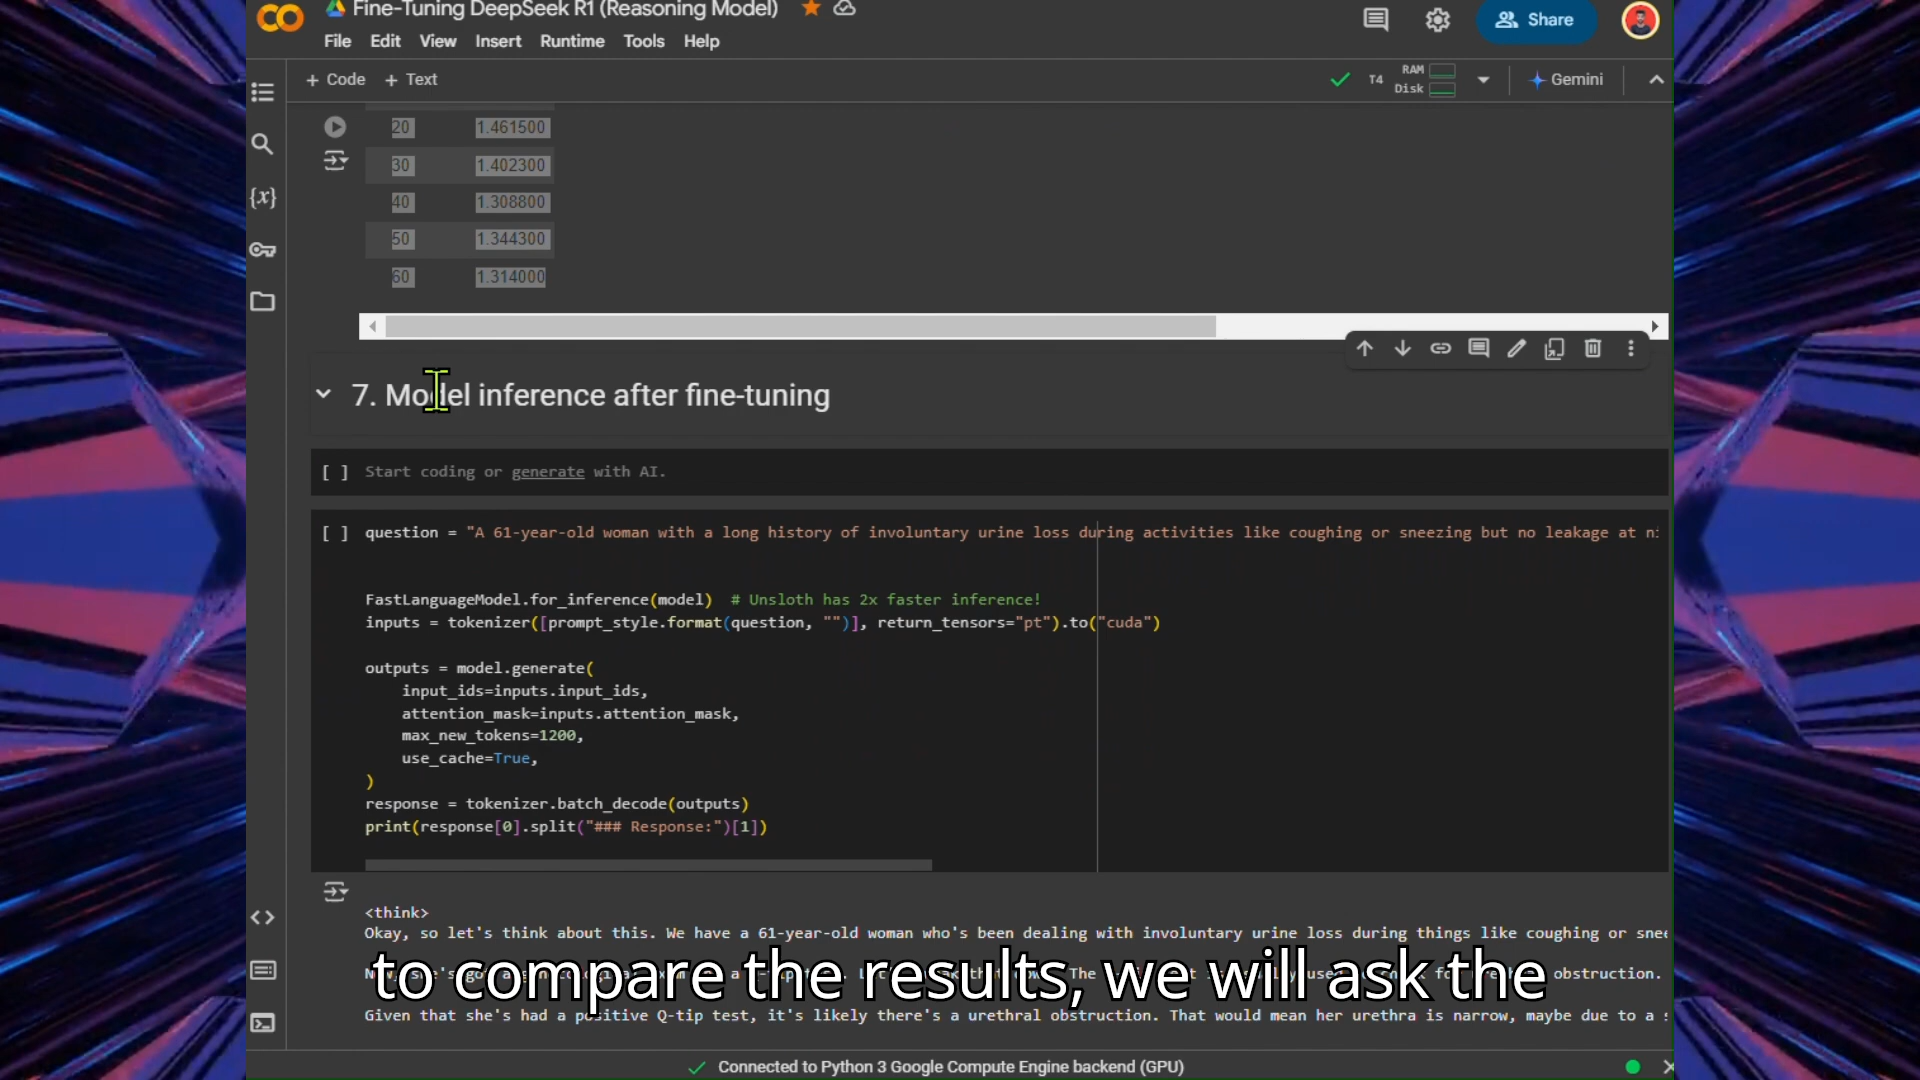 Fine-Tuning DeepSeek R1 (Reasoning Model)
File Edit View Insert Runtime Tools Help
Share
+ Code + Text
T4 RAM Disk
Gemini
20 1.461500
30 1.402300
40 1.308800
50 1.344300
60 1.314000
7. Model inference after fine-tuning
[ ] Start coding or generate with AI.
[ ] question = "A 61-year-old woman with a long history of involuntary urine loss during activities like coughing or sneezing but no leakage at
FastLanguageModel.for_inference(model)  # Unsloth has 2x faster inference!
inputs = tokenizer([prompt_style.format(question, "")], return_tensors="pt").to("cuda")
outputs = model.generate(
input_ids=inputs.input_ids,
attention_mask=inputs.attention_mask,
max_new_tokens=1200,
use_cache=True,
)
response = tokenizer.batch_decode(outputs)
print(response[0].split("### Response:")[1])
<think>
Okay, so let's think about this. We have a 61-year-old woman who's been dealing with involuntary urine loss during things like coughing or
to compare the results, we will ask the
obstruction.
Given that she's had a positive Q-tip test, it's likely there's a urethral obstruction. That would mean her urethra is narrow, maybe due to a
Connected to Python 3 Google Compute Engine backend (GPU)